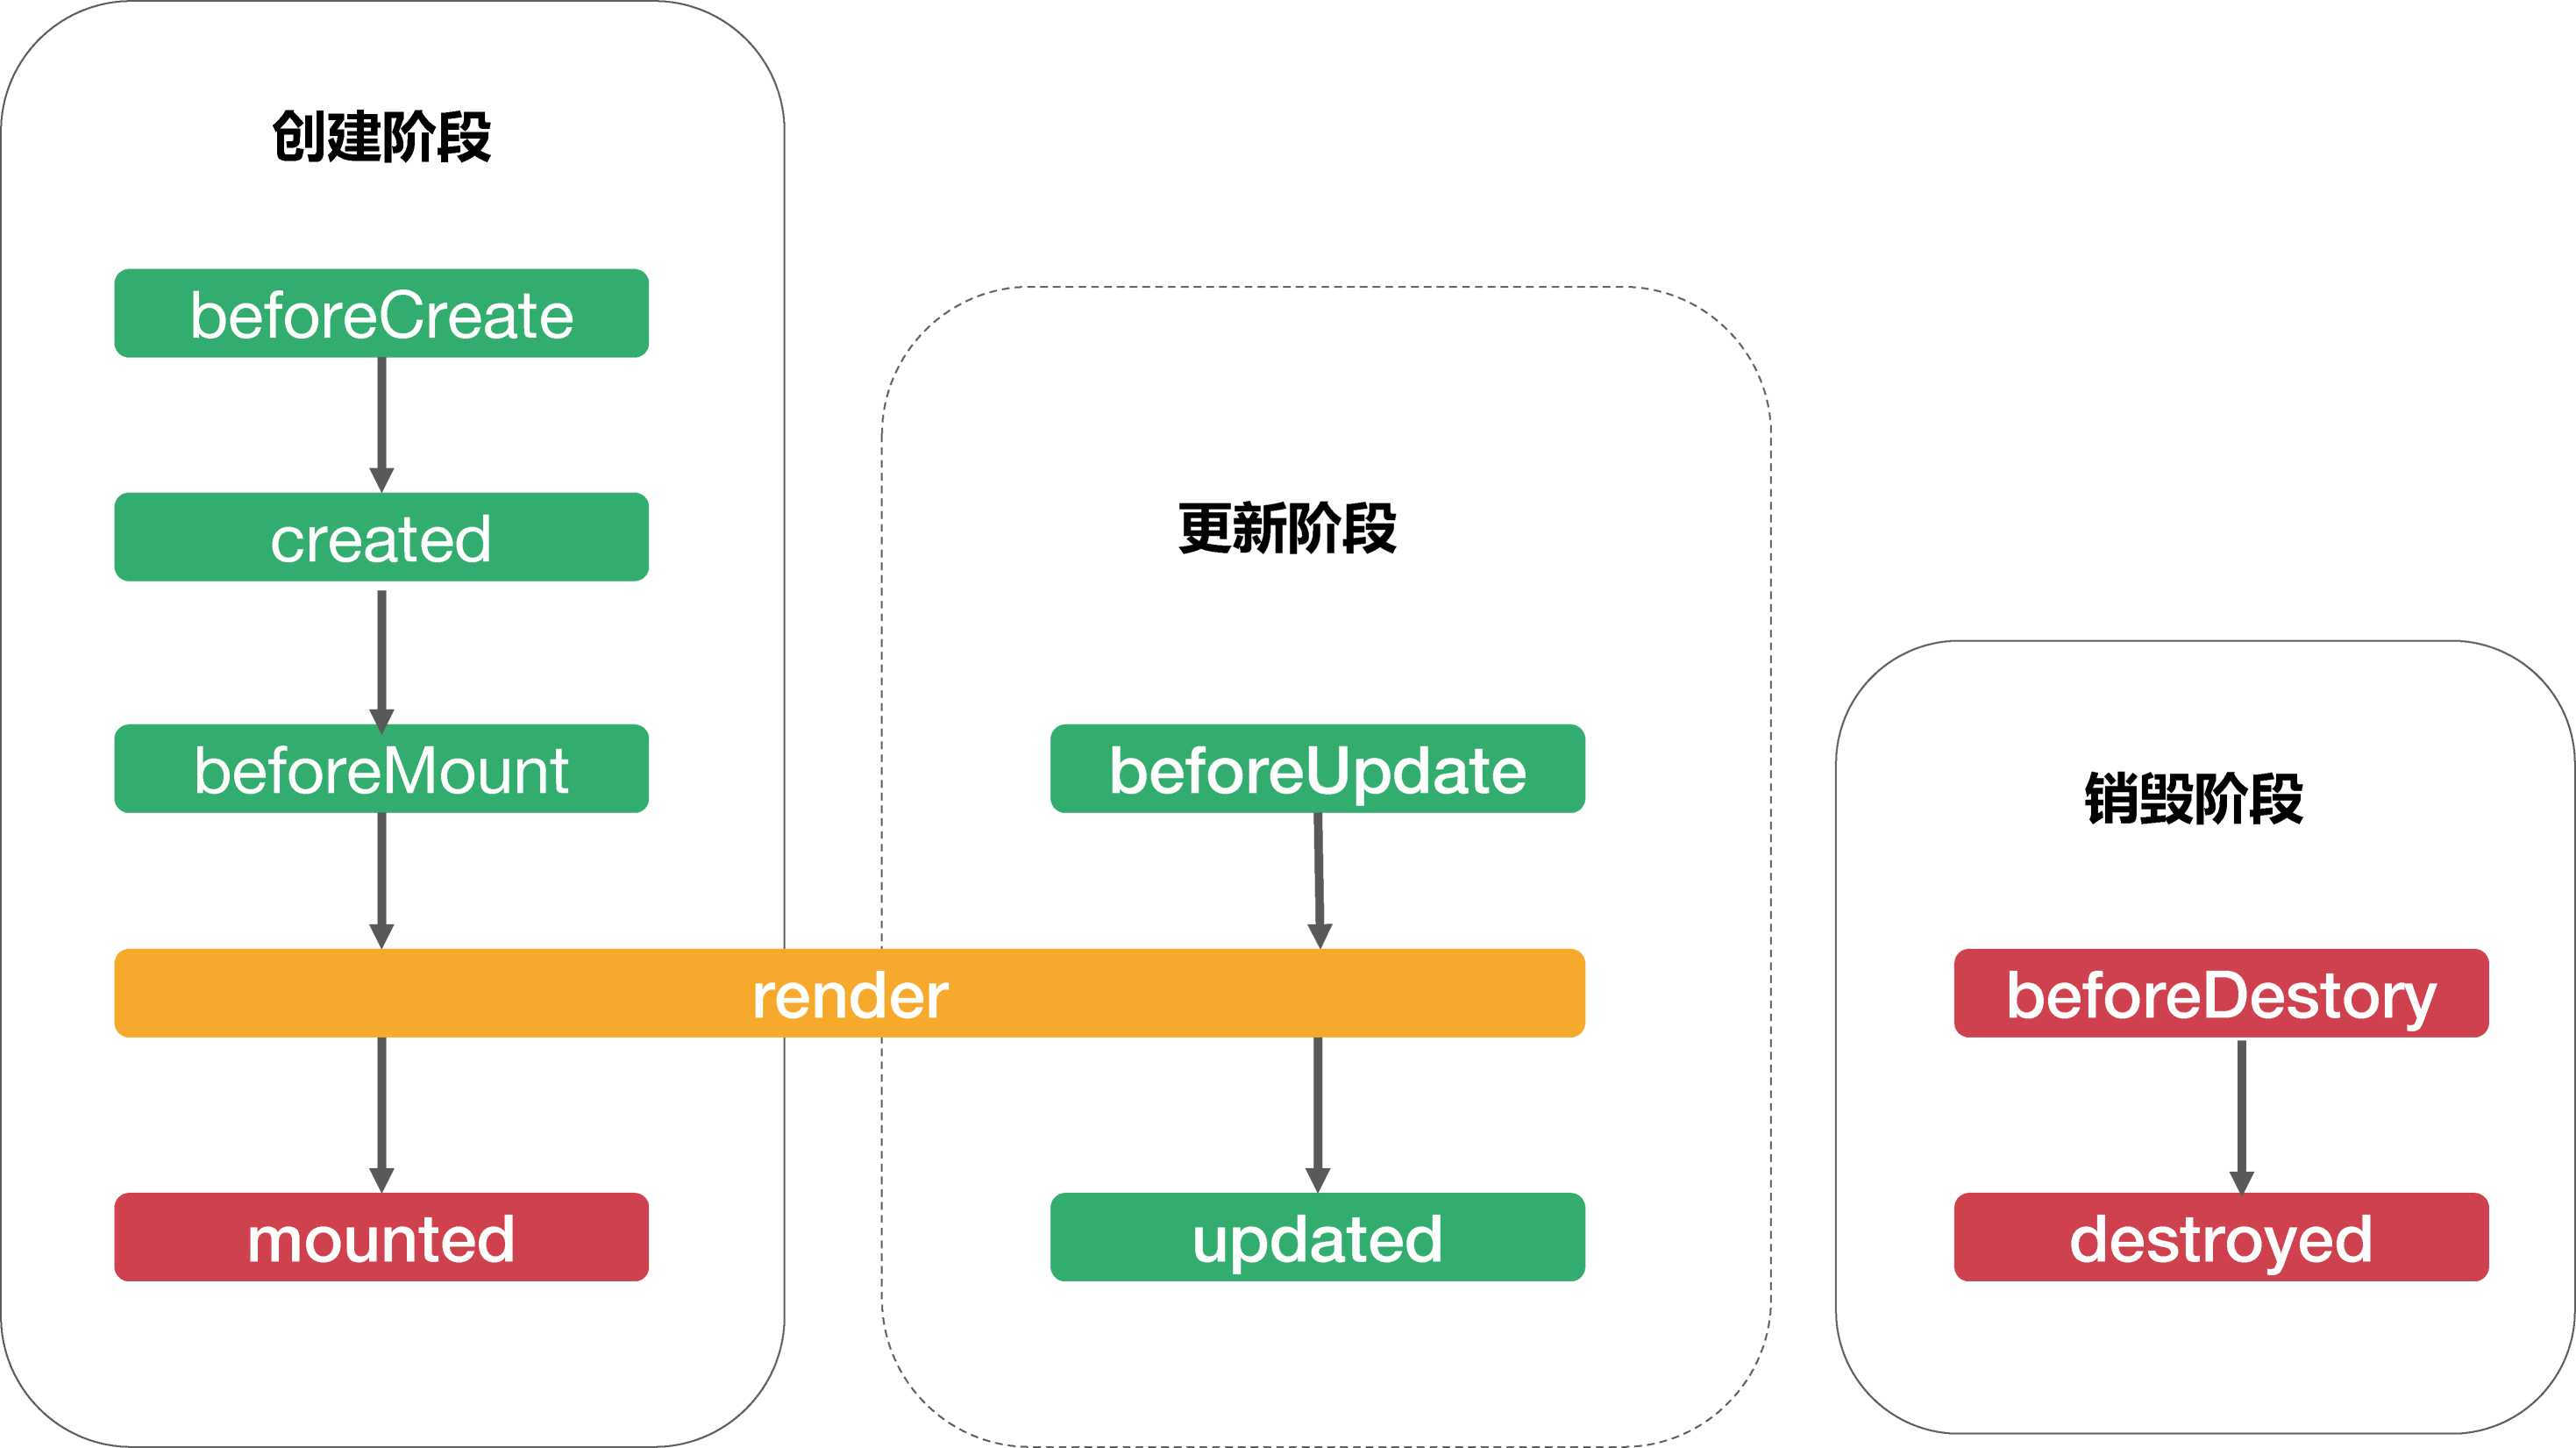 创建阶段
beforeCreate
created
beforeMount
render
mounted
更新阶段
beforeUpdate
updated
销毁阶段
beforeDestory
destroyed